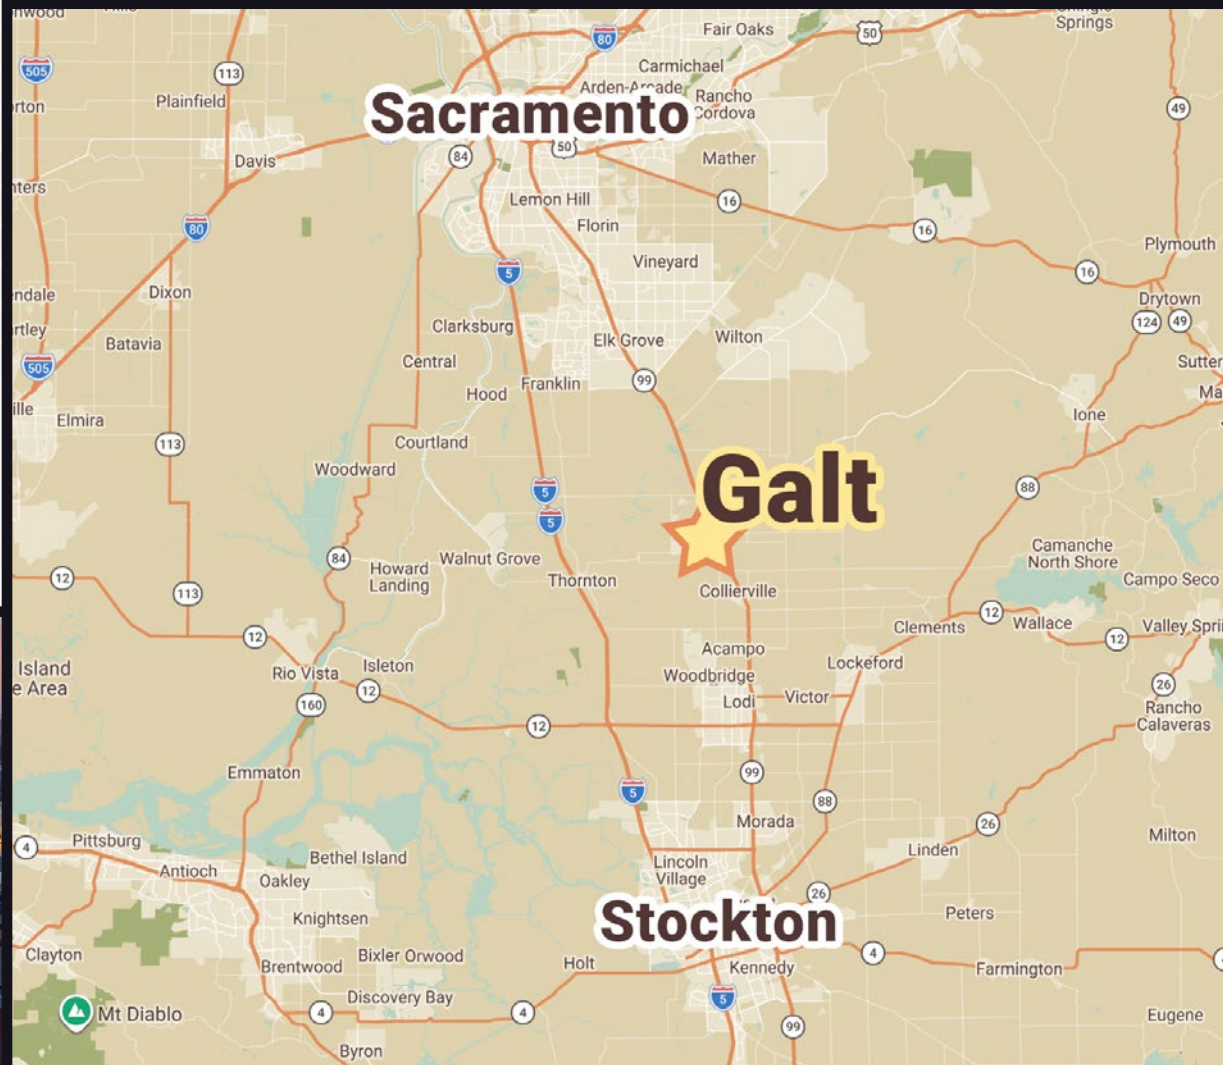 Fair Oaks
Springs
Carmichael
Arden-Arcade
Rancho
Cordova
Plainfield
Sacramento
Davis
Mather
Lemon Hill
Florin
Vineyard
Plymouth
Dixon
Drytown
Clarksburg
Batavia
Elk Grove
Wilton
Central
Franklin
Hood
Elmira
Ione
Courtland
Woodward
Galt
Walnut Grove
Howard
Landing
Thornton
Collierville
Camanche
North Shore
Campo Seco
Clements
Wallace
Acampo
Woodbridge
Lockeford
Island
e Area
Rio Vista
Isleton
Lodi
Victor
Rancho
Calaveras
Emmaton
Morada
Milton
Pittsburg
Antioch
Bethel Island
Oakley
Lincoln
Village
Linden
Knightsen
Stockton
Peters
Clayton
Brentwood
Bixler Orwood
Holt
Kennedy
Farmington
Discovery Bay
Mt Diablo
Byron
Eugene
505
113
80
50
49
84
50
16
16
16
80
5
124
49
505
99
113
5
5
88
84
12
113
12
12
12
26
12
160
12
99
5
88
26
4
26
4
4
4
5
99